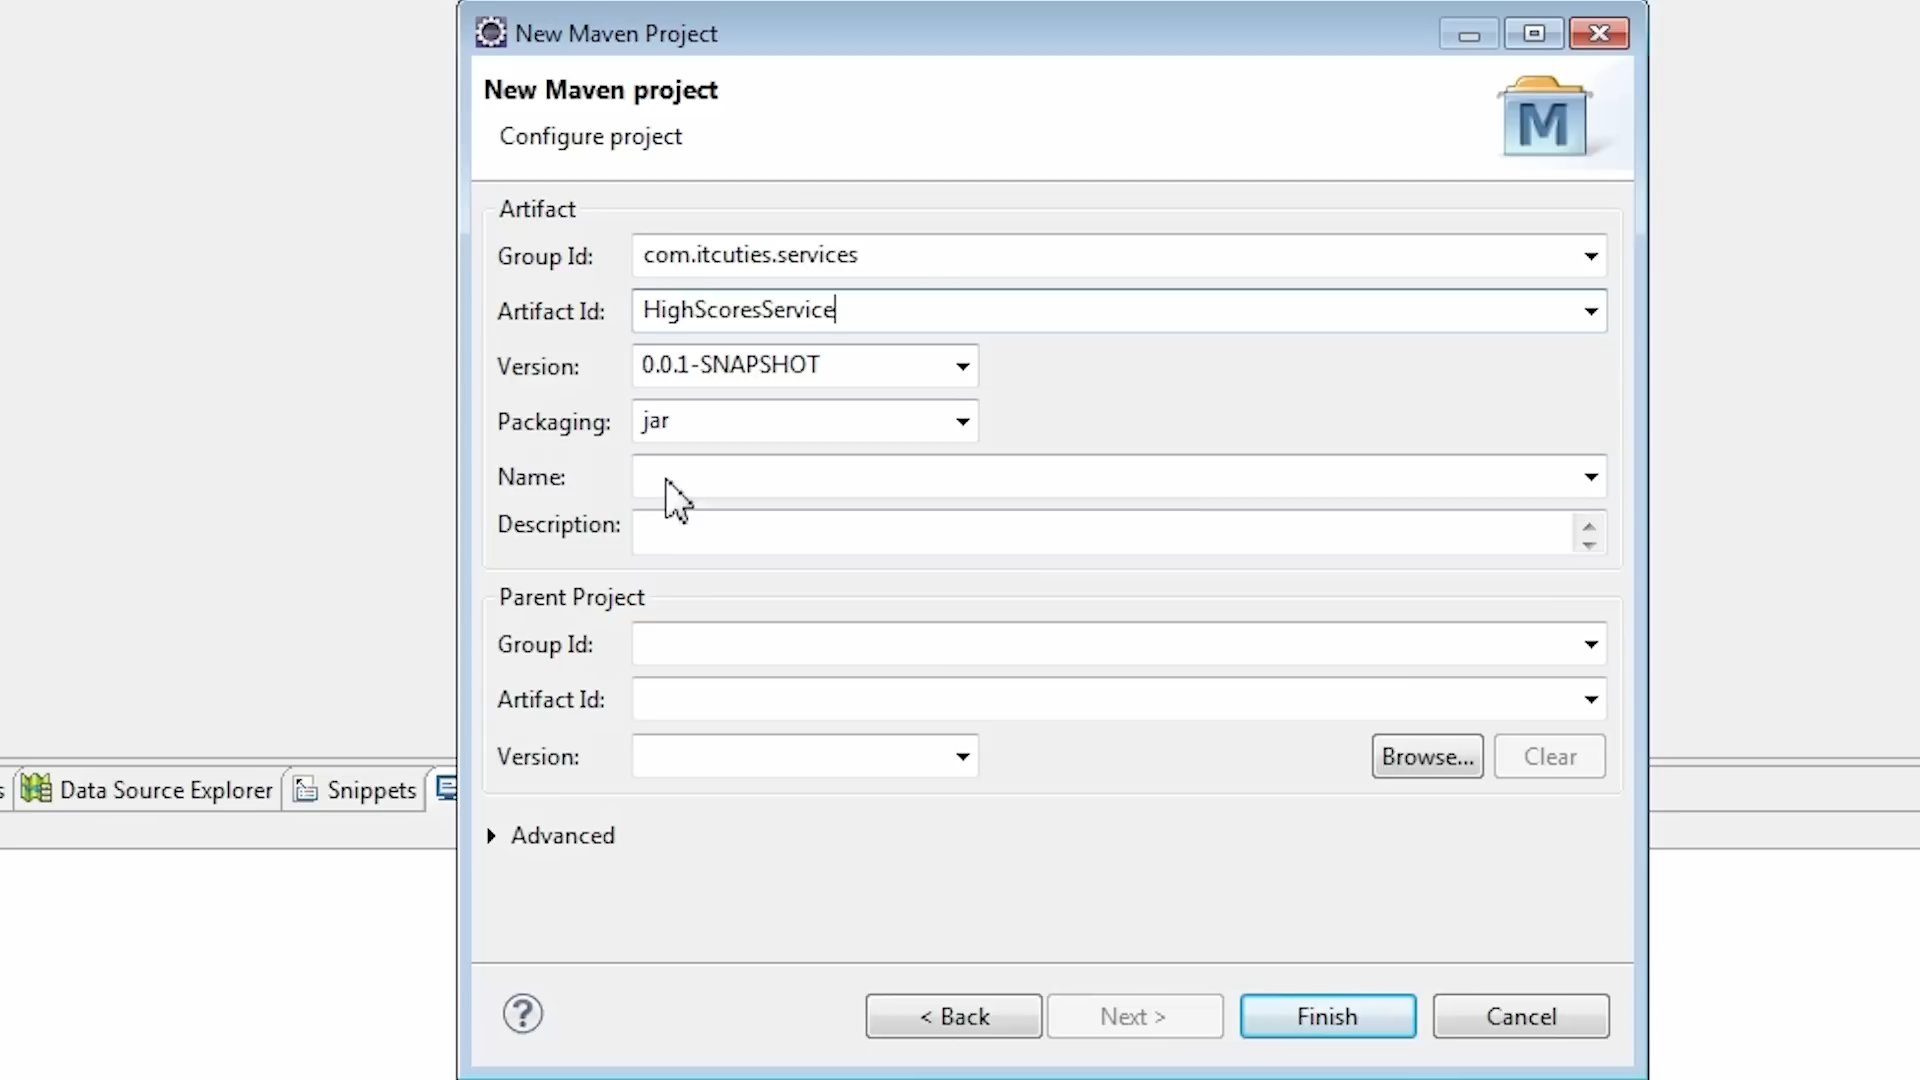 New Maven Project
New Maven project
Configure project
M
Artifact
Group Id: com.itcuties.services
Artifact Id: HighScoresService
Version: 0.0.1-SNAPSHOT
Packaging: jar
Name:
Description:
Parent Project
Group Id:
Artifact Id:
Version: Browse... Clear
s Data Source Explorer Snippets
Advanced
? < Back Next > Finish Cancel